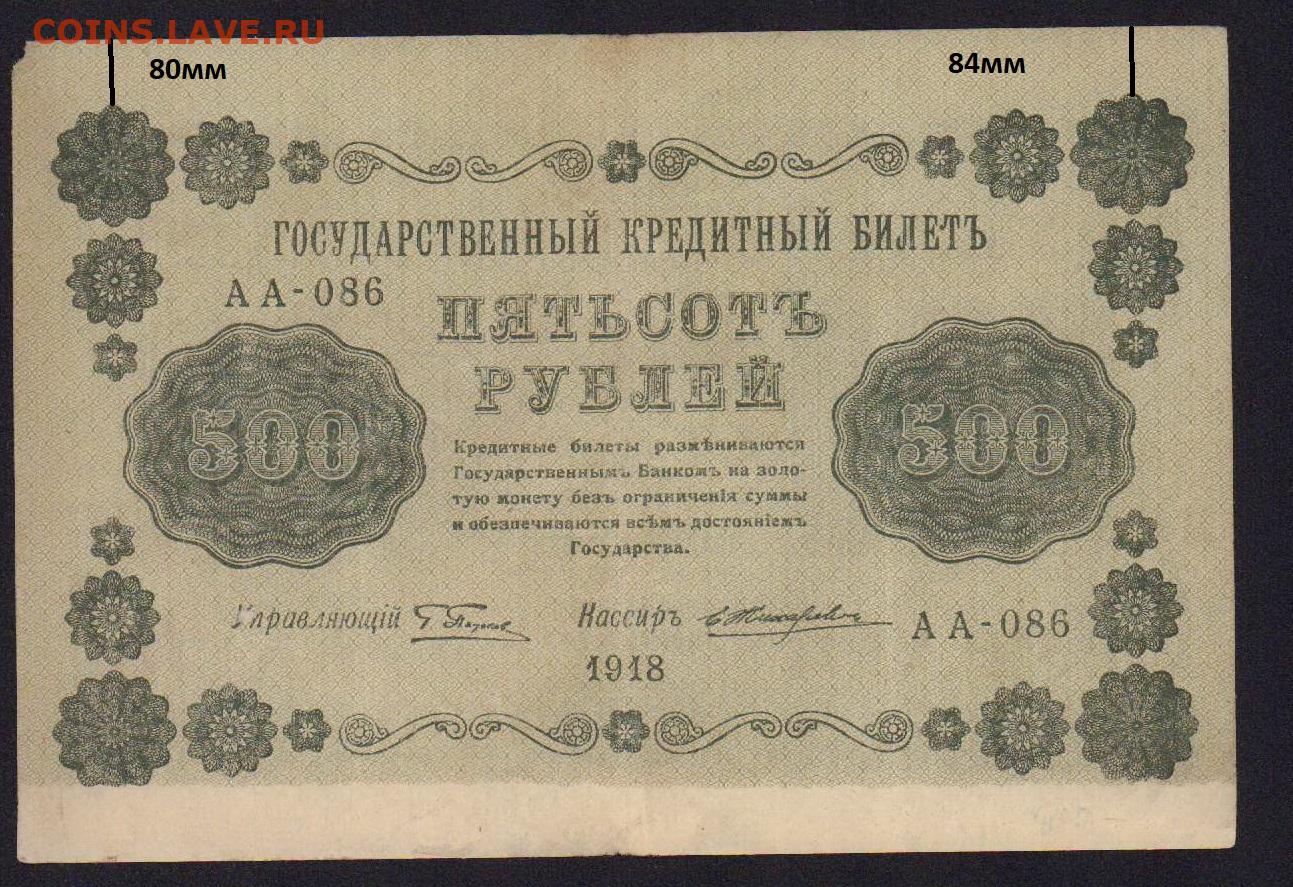 COINS.LAVE.RU
80мм 84мм
ГОСУДАРСТВЕННЫЙ КРЕДИТНЫЙ БИЛЕТЪ
АА-086
ПЯТЬСОТЪ
РУБЛЕЙ
500 500
Кредитные билеты размѣниваются
Государственнымъ Банкомъ на золо-
тую монету безъ ограниченія суммы
и обезпечиваются всѣмъ достояніемъ
Государства.
Управляющій Кассиръ
АА-086
1918